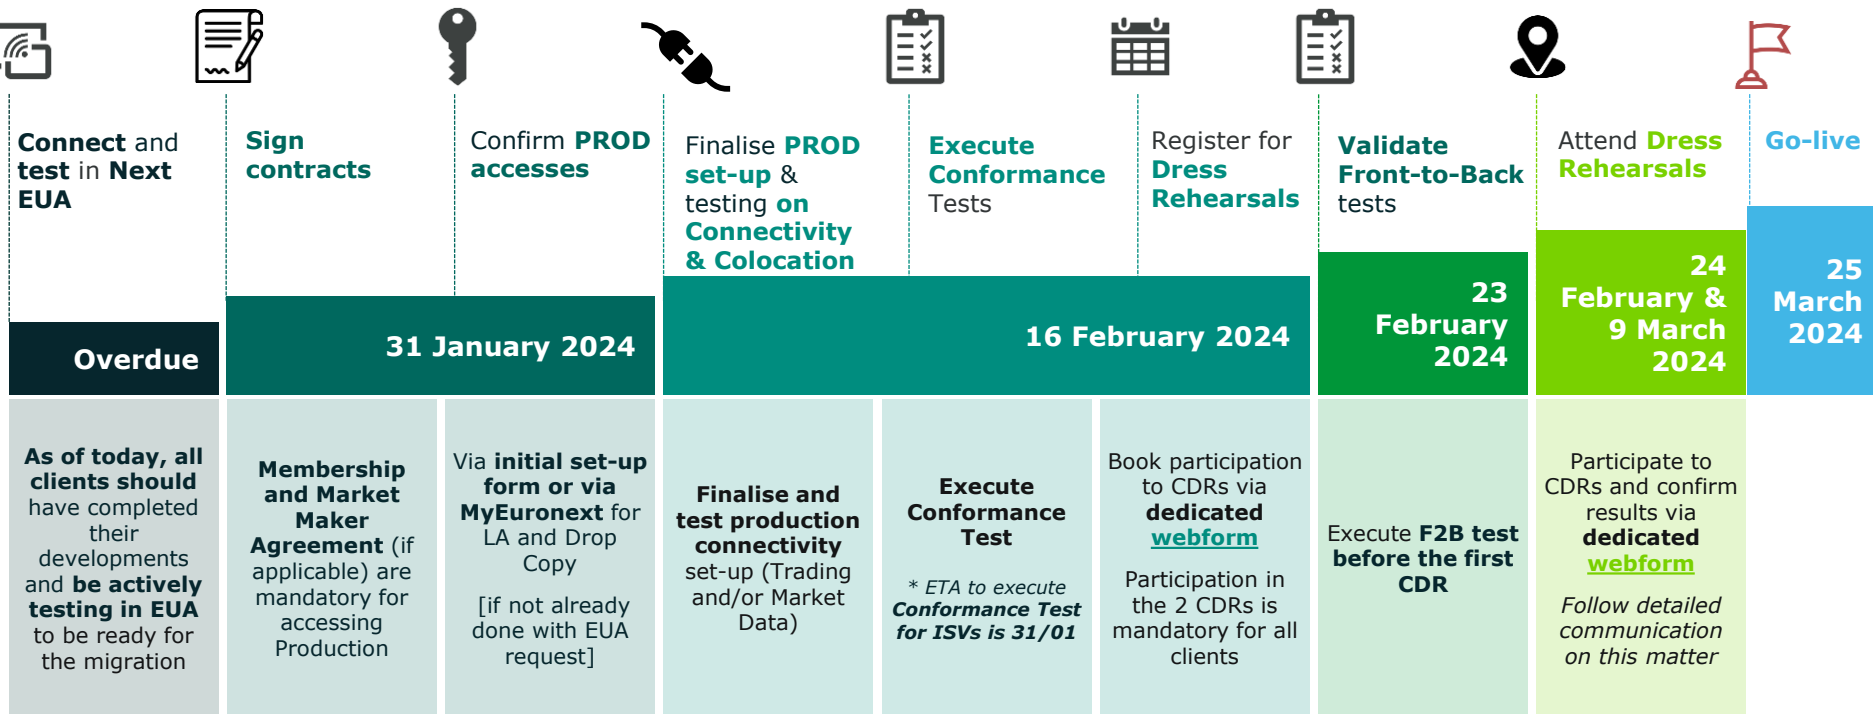 Connect and
test in Next
EUA
Sign
contracts
Confirm PROD
accesses
Finalise PROD
set-up &
testing on
Connectivity
& Colocation
Execute
Conformance
Tests
Register for
Dress
Rehearsals
Validate
Front-to-Back
tests
Attend Dress
Rehearsals
Go-live
Overdue
31 January 2024
16 February 2024
23
February
2024
24
February &
9 March
2024
25
March
2024
As of today, all
clients should
have completed
their
developments
and be actively
testing in EUA
to be ready for
the migration
Membership
and Market
Maker
Agreement (if
applicable) are
mandatory for
accessing
Production
Via initial set-up
form or via
MyEuronext for
LA and Drop
Copy
[if not already
done with EUA
request]
Finalise and
test production
connectivity
set-up (Trading
and/or Market
Data)
Execute
Conformance
Test
* ETA to execute
Conformance Test
for ISVs is 31/01
Book participation
to CDRs via
dedicated
webform
Participation in
the 2 CDRs is
mandatory for all
clients
Execute F2B test
before the first
CDR
Participate to
CDRs and confirm
results via
dedicated
webform
Follow detailed
communication
on this matter